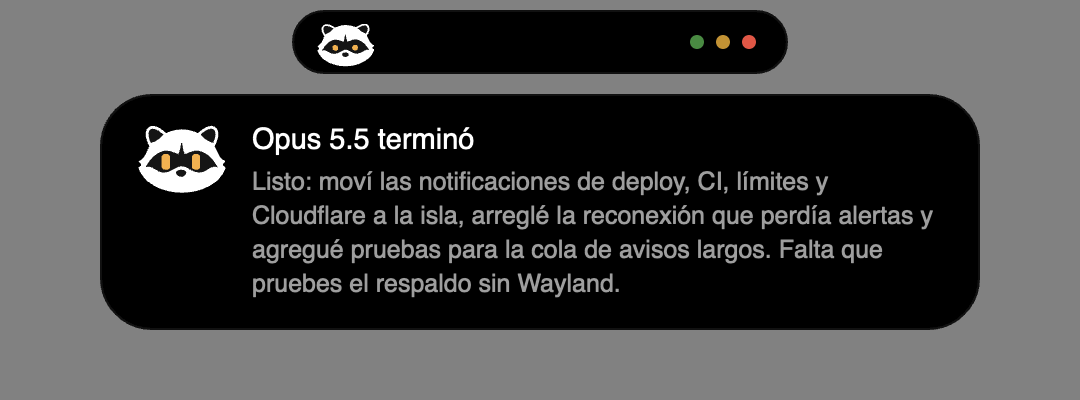 Opus 5.5 terminó
Listo: moví las notificaciones de deploy, CI, límites y
Cloudflare a la isla, arreglé la reconexión que perdía alertas y
agregué pruebas para la cola de avisos largos. Falta que
pruebes el respaldo sin Wayland.